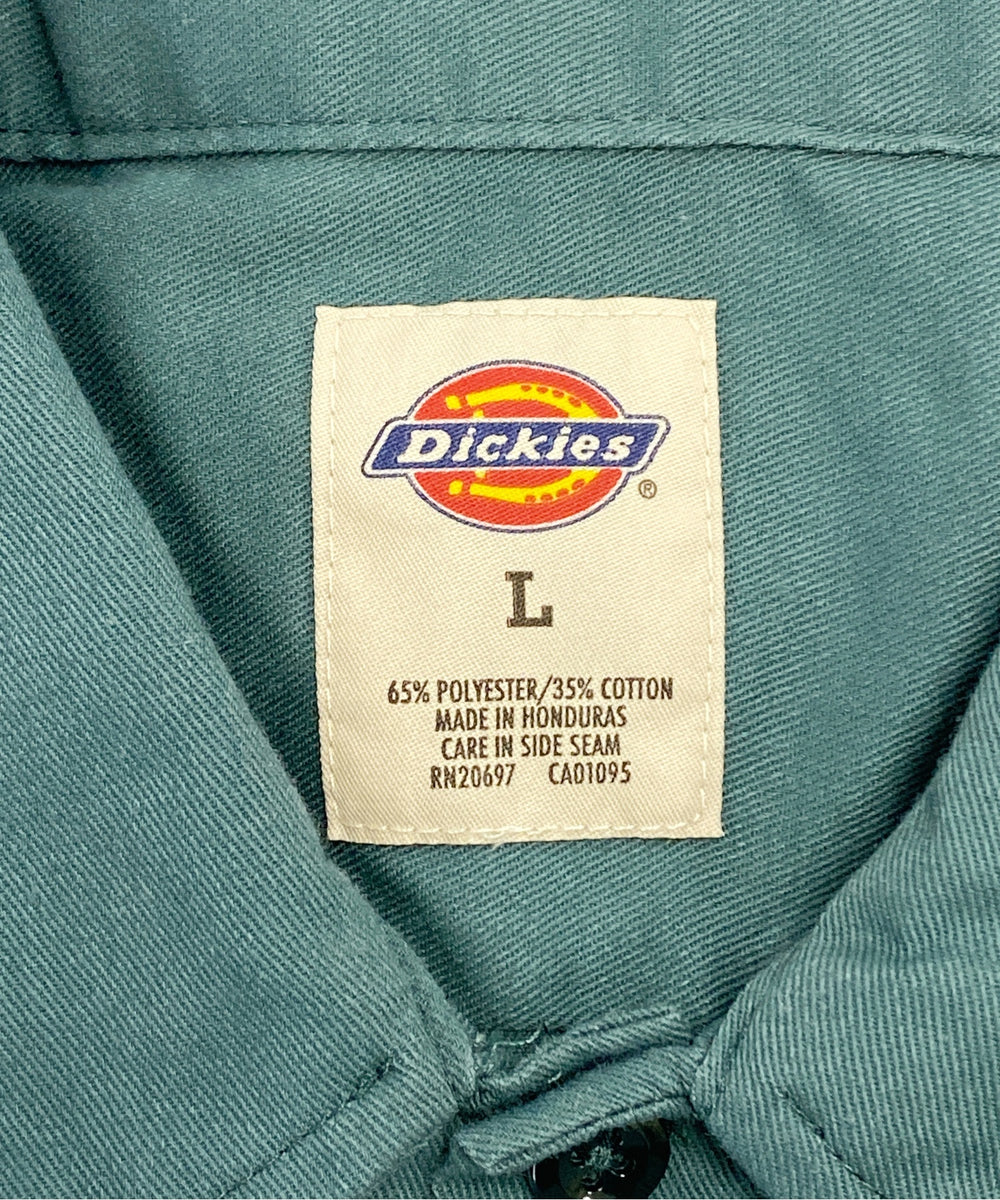 Dickies
®
L
65% POLYESTER/35% COTTON
MADE IN HONDURAS
CARE IN SIDE SEAM
RN20697 CA01095